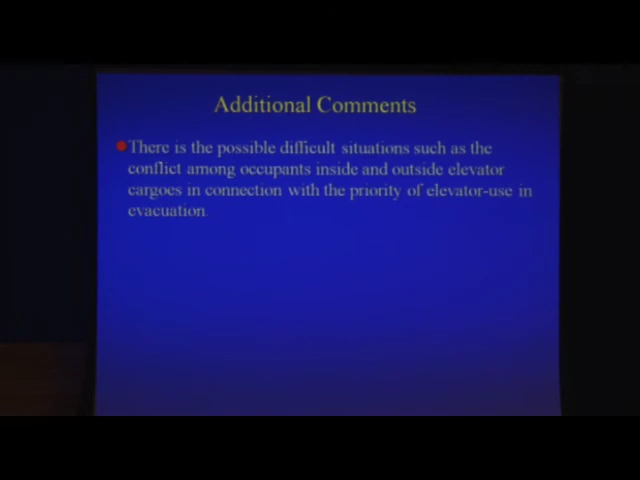 Additional Comments
There is the possible difficult situations such as the
conflict among occupants inside and outside elevator
cargoes in connection with the priority of elevator-use in
evacuation.